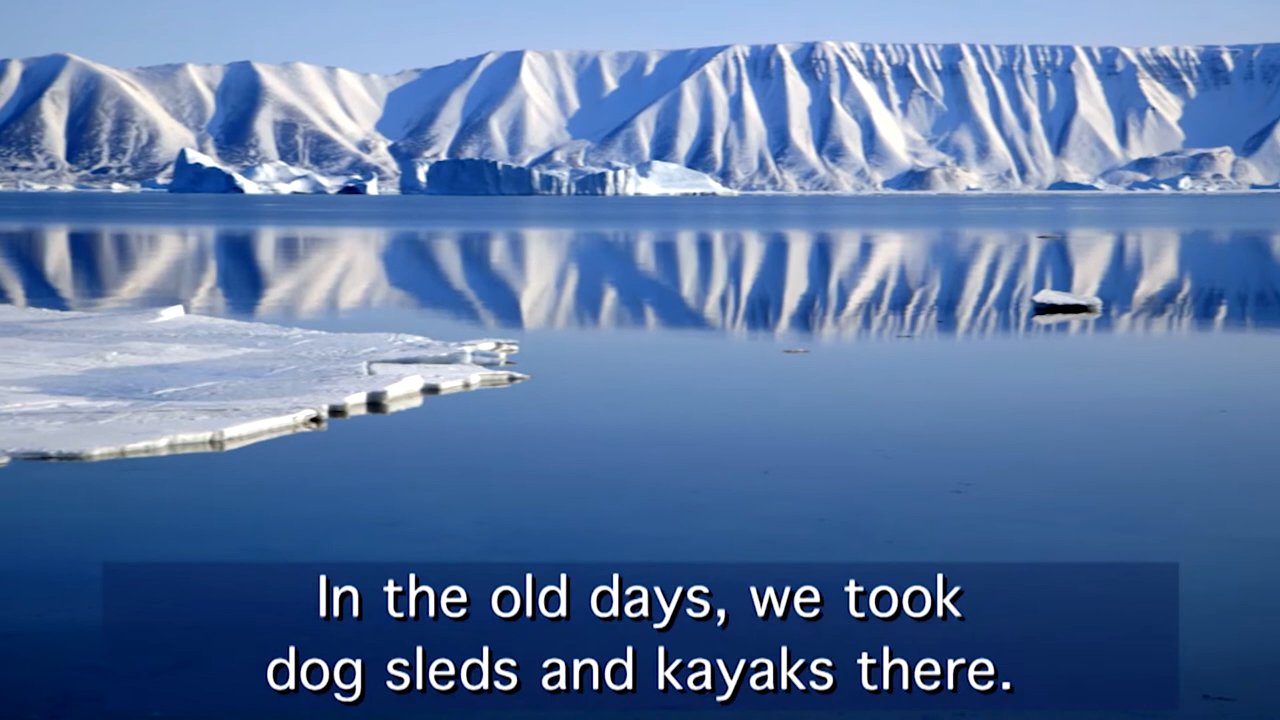 In the old days, we took
dog sleds and kayaks there.